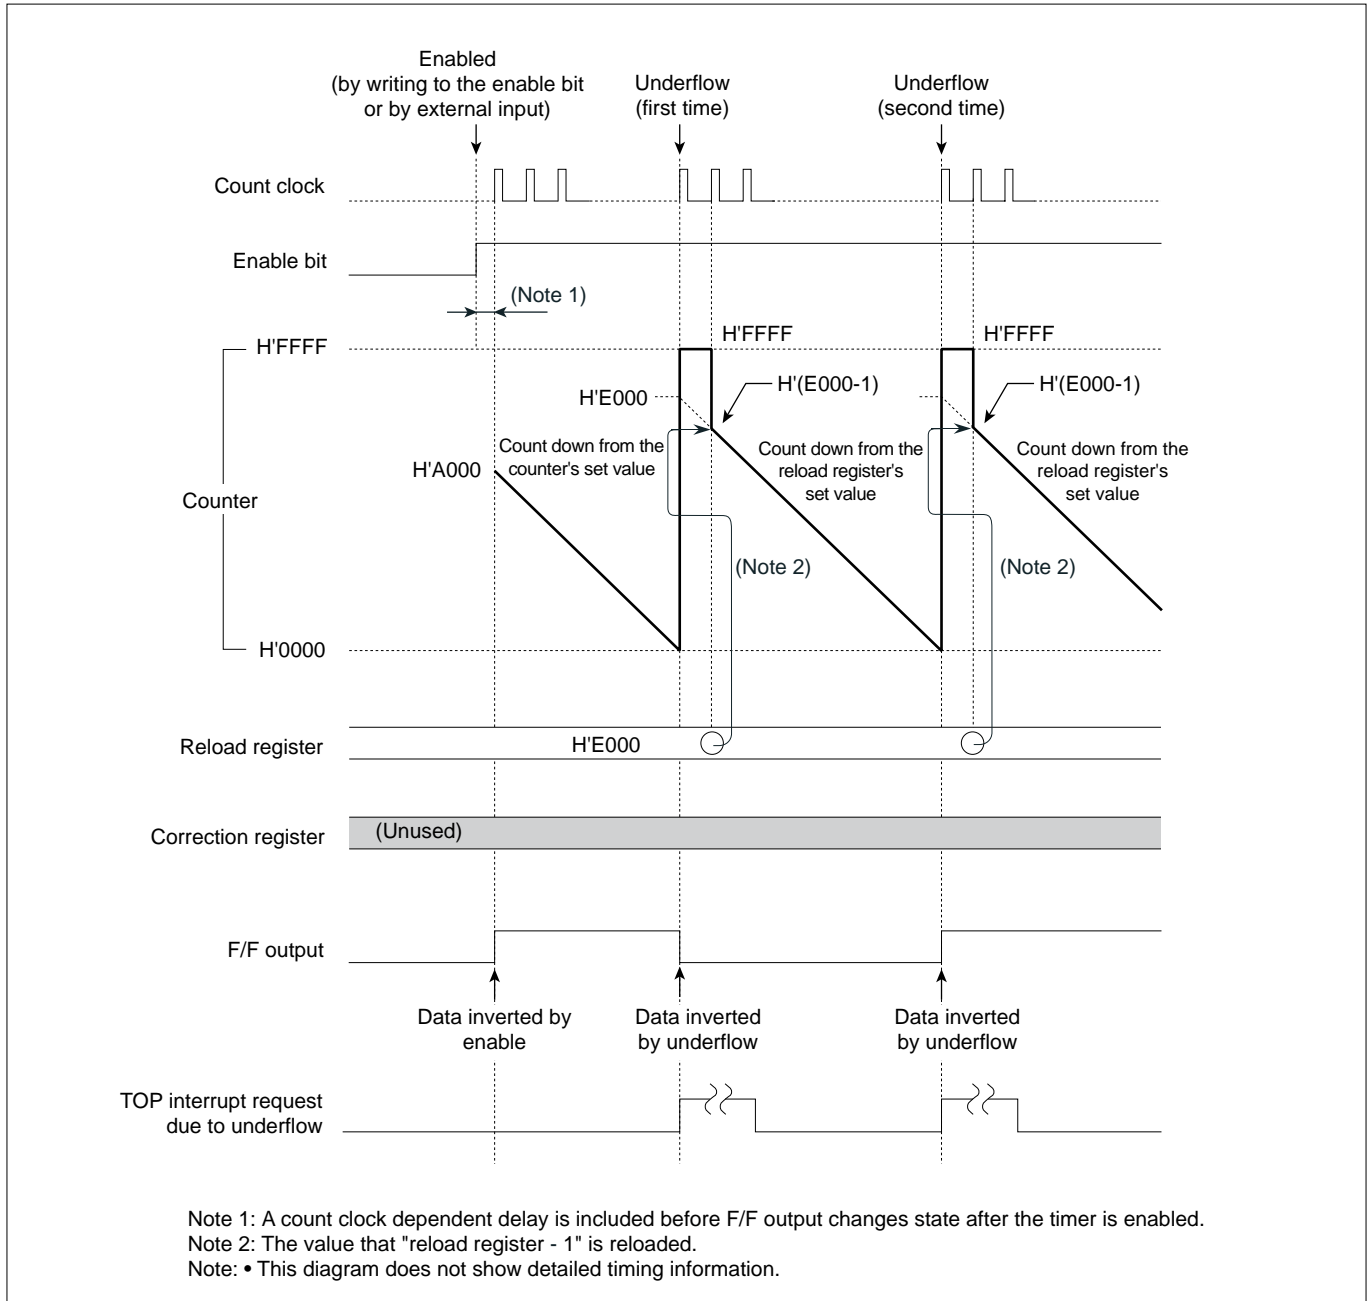 Enabled
(by writing to the enable bit
or by external input)
Underflow
(first time)
Underflow
(second time)
Count clock
Enable bit
(Note 1)
H'FFFF
H'FFFF
H'FFFF
H'E000
H'(E000-1)
H'(E000-1)
Count down from the
counter's set value
Count down from the
reload register's
set value
Count down from the
reload register's
set value
H'A000
Counter
(Note 2)
(Note 2)
H'0000
Reload register
H'E000
Correction register
(Unused)
F/F output
Data inverted by
enable
Data inverted
by underflow
Data inverted
by underflow
TOP interrupt request
due to underflow
Note 1: A count clock dependent delay is included before F/F output changes state after the timer is enabled.
Note 2: The value that "reload register - 1" is reloaded.
Note: • This diagram does not show detailed timing information.